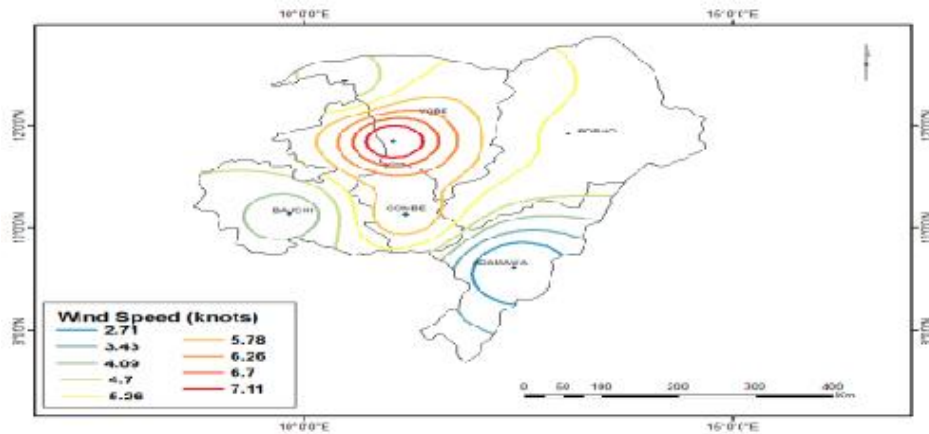 10°0'0"E 15°0'0"E
YOBE
BORNO
BAUCHI
GOMBE
ADAMAWA
Wind Speed (knots)
2.71 5.78
3.43 6.26
4.09 6.7
4.7 7.11
5.26
0 50 100 200 300 400
Km
10°0'0"E 15°0'0"E